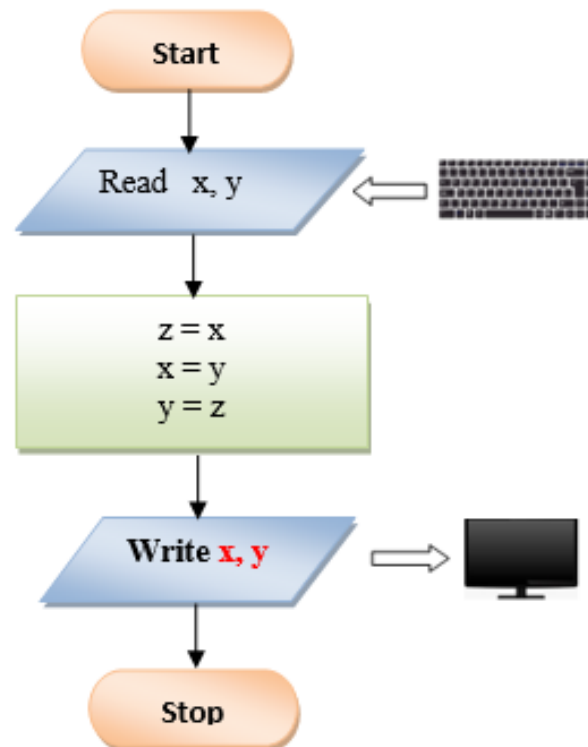 Start
Read x, y
z = x
x = y
y = z
Write x, y
Stop